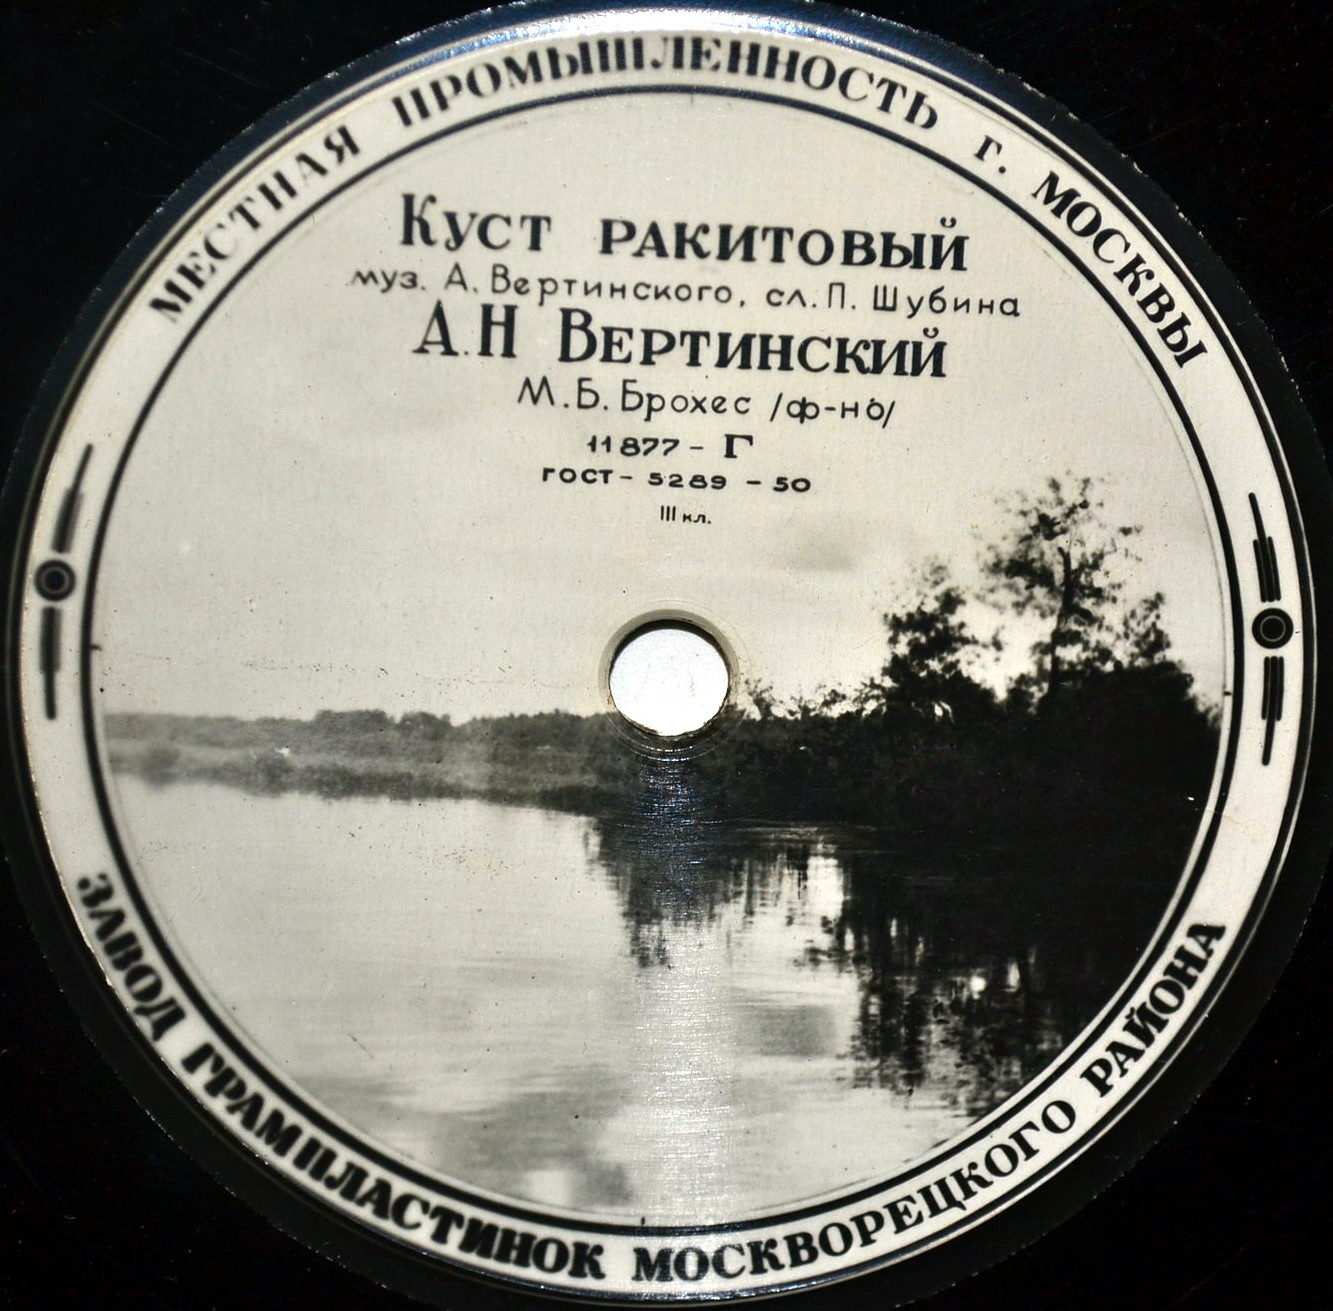 МЕСТНАЯ ПРОМЫШЛЕННОСТЬ г. МОСКВЫ
Куст ракитовый
муз. А. Вертинского, сл. П. Шубина
А.Н Вертинский
М.Б. Брохес /ф-но/
11877 - Г
ГОСТ - 5289 - 50
III кл.
ЗАВОД ГРАМПЛАСТИНОК МОСКВОРЕЦКОГО РАЙОНА